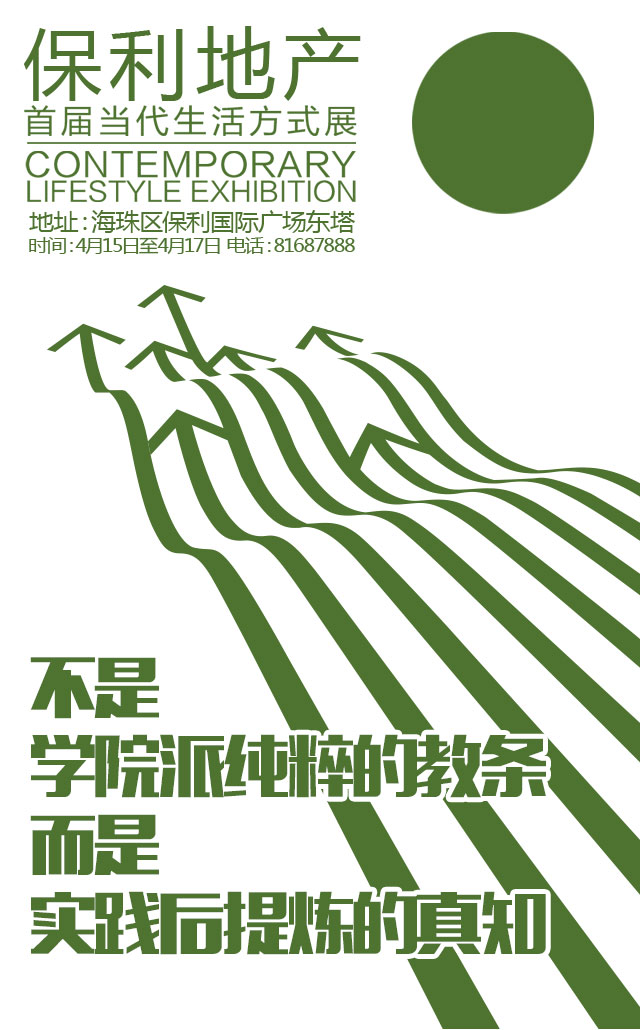 保利地产
首届当代生活方式展
CONTEMPORARY
LIFESTYLE EXHIBITION
地址:海珠区保利国际广场东塔
时间:4月15日至4月17日 电话:81687888
不是
学院派纯粹的教条
而是
实践后提炼的真知